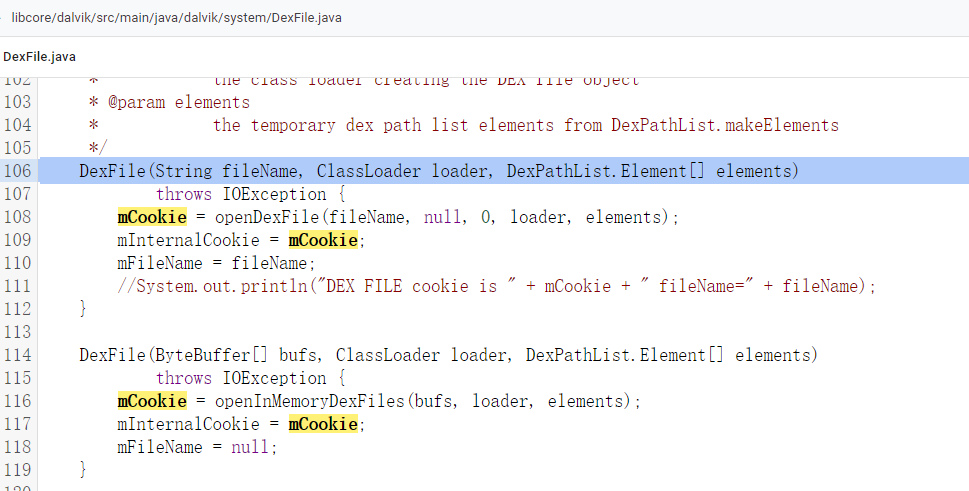 libcore/dalvik/src/main/java/dalvik/system/DexFile.java
DexFile.java
102 * the class loader creating the DEX file object
103 * @param elements
104 * the temporary dex path list elements from DexPathList.makeElements
105 */
106 DexFile(String fileName, ClassLoader loader, DexPathList.Element[] elements)
107 throws IOException {
108 mCookie = openDexFile(fileName, null, 0, loader, elements);
109 mInternalCookie = mCookie;
110 mFileName = fileName;
111 //System.out.println("DEX FILE cookie is " + mCookie + " fileName=" + fileName);
112 }
113
114 DexFile(ByteBuffer[] bufs, ClassLoader loader, DexPathList.Element[] elements)
115 throws IOException {
116 mCookie = openInMemoryDexFiles(bufs, loader, elements);
117 mInternalCookie = mCookie;
118 mFileName = null;
119 }
120